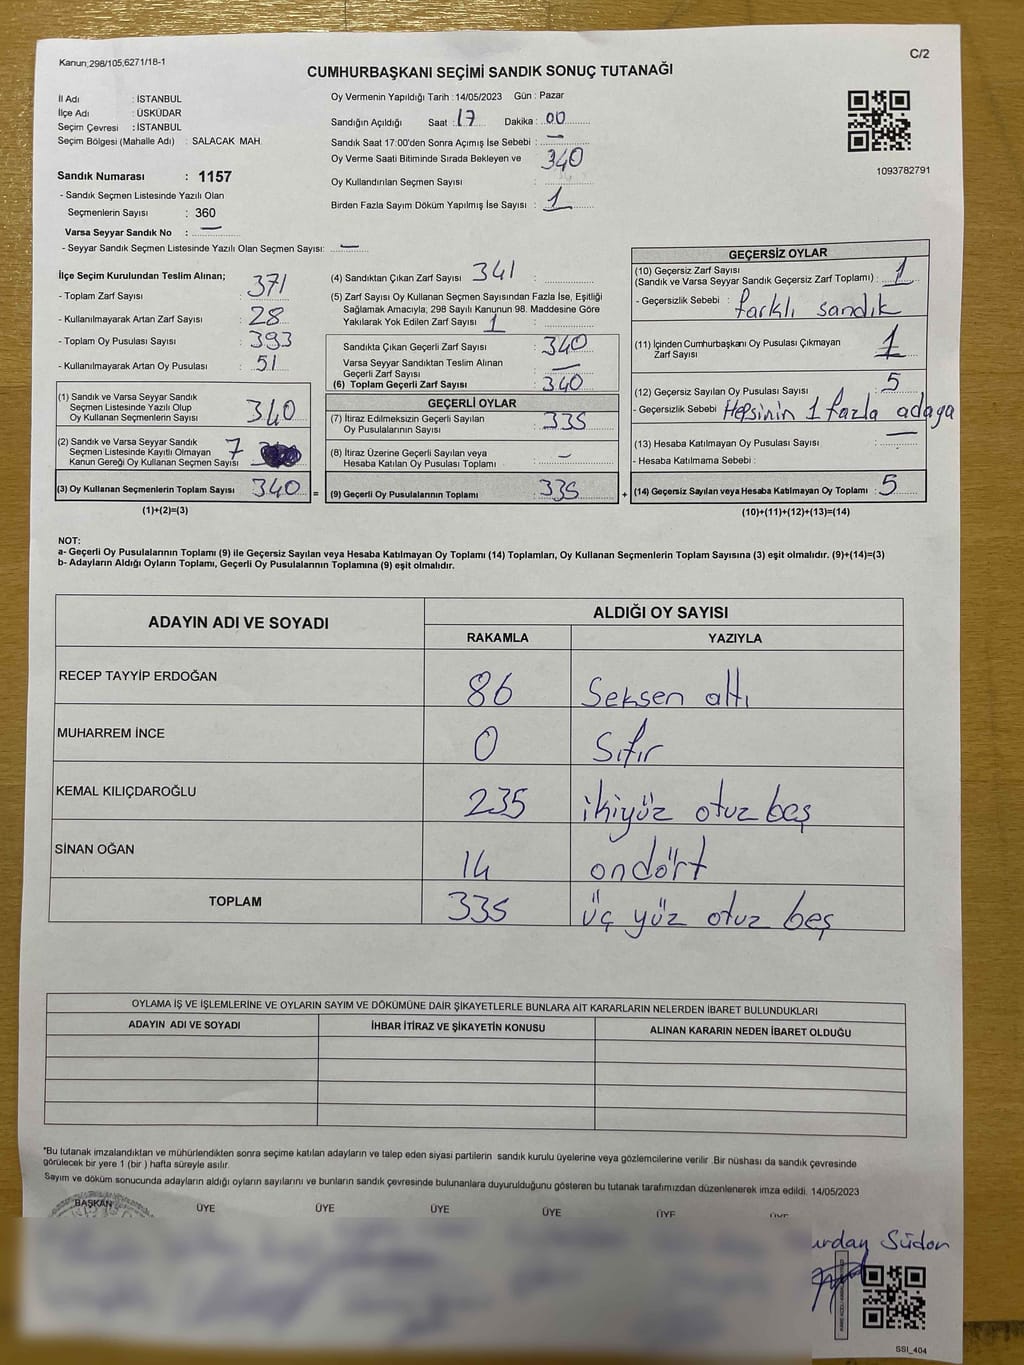 Kanun;298/105,6271/18-1
C/2
CUMHURBAŞKANI SEÇİMİ SANDIK SONUÇ TUTANAĞI
İl Adı : İSTANBUL
İlçe Adı : ÜSKÜDAR
Seçim Çevresi : İSTANBUL
Seçim Bölgesi (Mahalle Adı) : SALACAK MAH.
Sandık Numarası : 1157
- Sandık Seçmen Listesinde Yazılı Olan
Seçmenlerin Sayısı : 360
Varsa Seyyar Sandık No : —
- Seyyar Sandık Seçmen Listesinde Yazılı Olan Seçmen Sayısı: —
Oy Vermenin Yapıldığı Tarih : 14/05/2023 Gün : Pazar
Sandığın Açıldığı Saat : 17 Dakika : 00
Sandık Saat 17:00'den Sonra Açımış İse Sebebi : —
Oy Verme Saati Bitiminde Sırada Bekleyen ve 340
Oy Kullandırılan Seçmen Sayısı :
Birden Fazla Sayım Döküm Yapılmış İse Sayısı : 1
1093782791
İlçe Seçim Kurulundan Teslim Alınan;
- Toplam Zarf Sayısı : 371
- Kullanılmayarak Artan Zarf Sayısı : 28
- Toplam Oy Pusulası Sayısı : 393
- Kullanılmayarak Artan Oy Pusulası : 51
(1) Sandık ve Varsa Seyyar Sandık
Seçmen Listesinde Yazılı Olup
Oy Kullanan Seçmenlerin Sayısı : 340
(2) Sandık ve Varsa Seyyar Sandık
Seçmen Listesinde Kayıtlı Olmayan 7
Kanun Gereği Oy Kullanan Seçmen Sayısı
(3) Oy Kullanan Seçmenlerin Toplam Sayısı 340 =
(1)+(2)=(3)
(4) Sandıktan Çıkan Zarf Sayısı 341 :
(5) Zarf Sayısı Oy Kullanan Seçmen Sayısından Fazla İse, Eşitliği
Sağlamak Amacıyla, 298 Sayılı Kanunun 98. Maddesine Göre
Yakılarak Yok Edilen Zarf Sayısı 1 :
Sandıkta Çıkan Geçerli Zarf Sayısı : 340
Varsa Seyyar Sandıktan Teslim Alınan
Geçerli Zarf Sayısı : —
(6) Toplam Geçerli Zarf Sayısı : 340
GEÇERLİ OYLAR
(7) İtiraz Edilmeksizin Geçerli Sayılan
Oy Pusulalarının Sayısı : 335
(8) İtiraz Üzerine Geçerli Sayılan veya
Hesaba Katılan Oy Pusulası Toplamı : —
(9) Geçerli Oy Pusulalarının Toplamı : 335 +
GEÇERSİZ OYLAR
(10) Geçersiz Zarf Sayısı
(Sandık ve Varsa Seyyar Sandık Geçersiz Zarf Toplamı) : 1
- Geçersizlik Sebebi : farklı sandık
(11) İçinden Cumhurbaşkanı Oy Pusulası Çıkmayan
Zarf Sayısı : 1
(12) Geçersiz Sayılan Oy Pusulası Sayısı : 5
- Geçersizlik Sebebi : Hepsinin 1 fazla adaya
(13) Hesaba Katılmayan Oy Pusulası Sayısı : —
- Hesaba Katılmama Sebebi :
(14) Geçersiz Sayılan veya Hesaba Katılmayan Oy Toplamı : 5
(10)+(11)+(12)+(13)=(14)
NOT:
a- Geçerli Oy Pusulalarının Toplamı (9) ile Geçersiz Sayılan veya Hesaba Katılmayan Oy Toplamı (14) Toplamları, Oy Kullanan Seçmenlerin Toplam Sayısına (3) eşit olmalıdır. (9)+(14)=(3)
b- Adayların Aldığı Oyların Toplamı, Geçerli Oy Pusulalarının Toplamına (9) eşit olmalıdır.
ADAYIN ADI VE SOYADI ALDIĞI OY SAYISI
RAKAMLA YAZIYLA
RECEP TAYYİP ERDOĞAN 86 Seksen altı
MUHARREM İNCE 0 Sıfır
KEMAL KILIÇDAROĞLU 235 ikiyüz otuz beş
SİNAN OĞAN 14 ondört
TOPLAM 335 üç yüz otuz beş
OYLAMA İŞ VE İŞLEMLERİNE VE OYLARIN SAYIM VE DÖKÜMÜNE DAİR ŞİKAYETLERLE BUNLARA AİT KARARLARIN NELERDEN İBARET BULUNDUKLARI
ADAYIN ADI VE SOYADI İHBAR İTİRAZ VE ŞİKAYETİN KONUSU ALINAN KARARIN NEDEN İBARET OLDUĞU
*Bu tutanak imzalandıktan ve mühürlendikten sonra seçime katılan adayların ve talep eden siyasi partilerin sandık kurulu üyelerine veya gözlemcilerine verilir .Bir nüshası da sandık çevresinde
görülecek bir yere 1 (bir ) hafta süreyle asılır.
Sayım ve döküm sonucunda adayların aldığı oyların sayılarını ve bunların sandık çevresinde bulunanlara duyurulduğunu gösteren bu tutanak tarafımızdan düzenlenerek imza edildi. 14/05/2023
BAŞKAN ÜYE ÜYE ÜYE ÜYE ÜYE ÜYE
SSI_404